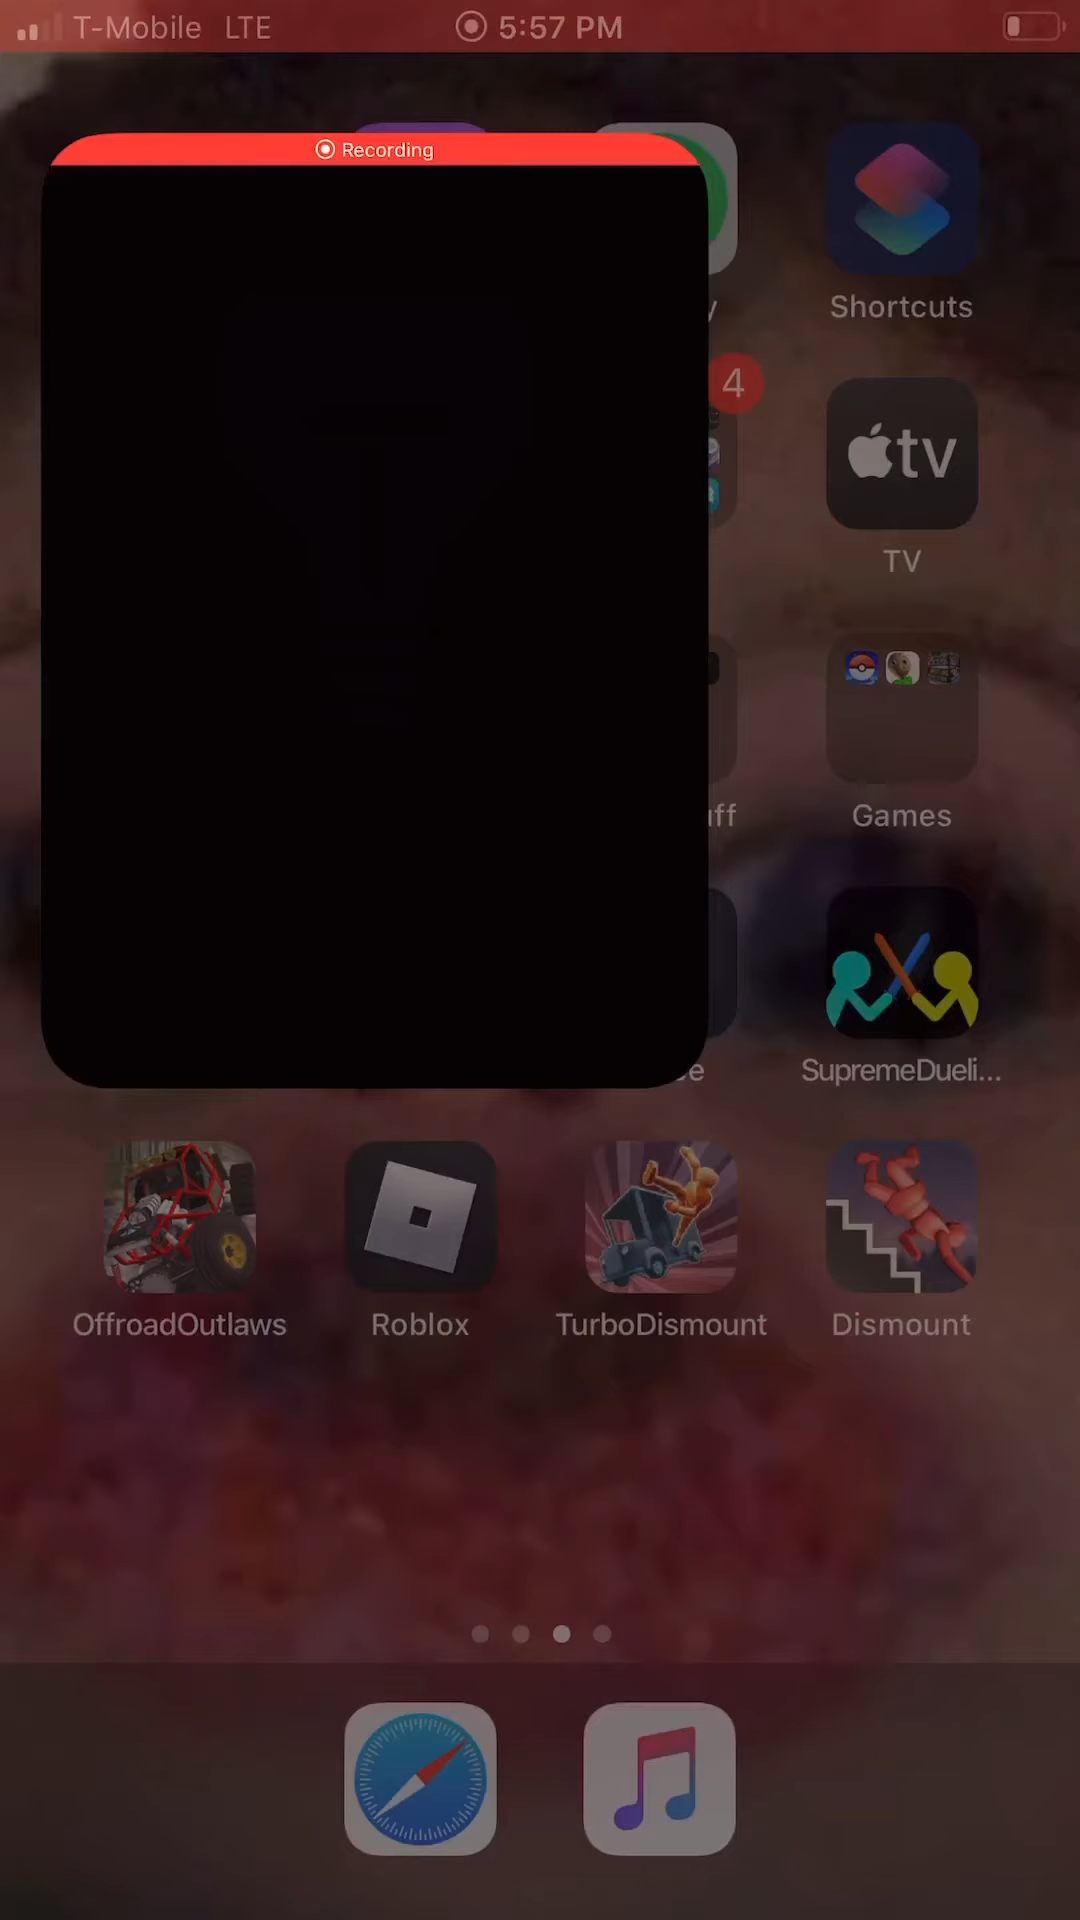 T-Mobile LTE 5:57 PM
Recording
Shortcuts
4
tv
TV
Games
SupremeDueli...
OffroadOutlaws Roblox TurboDismount Dismount